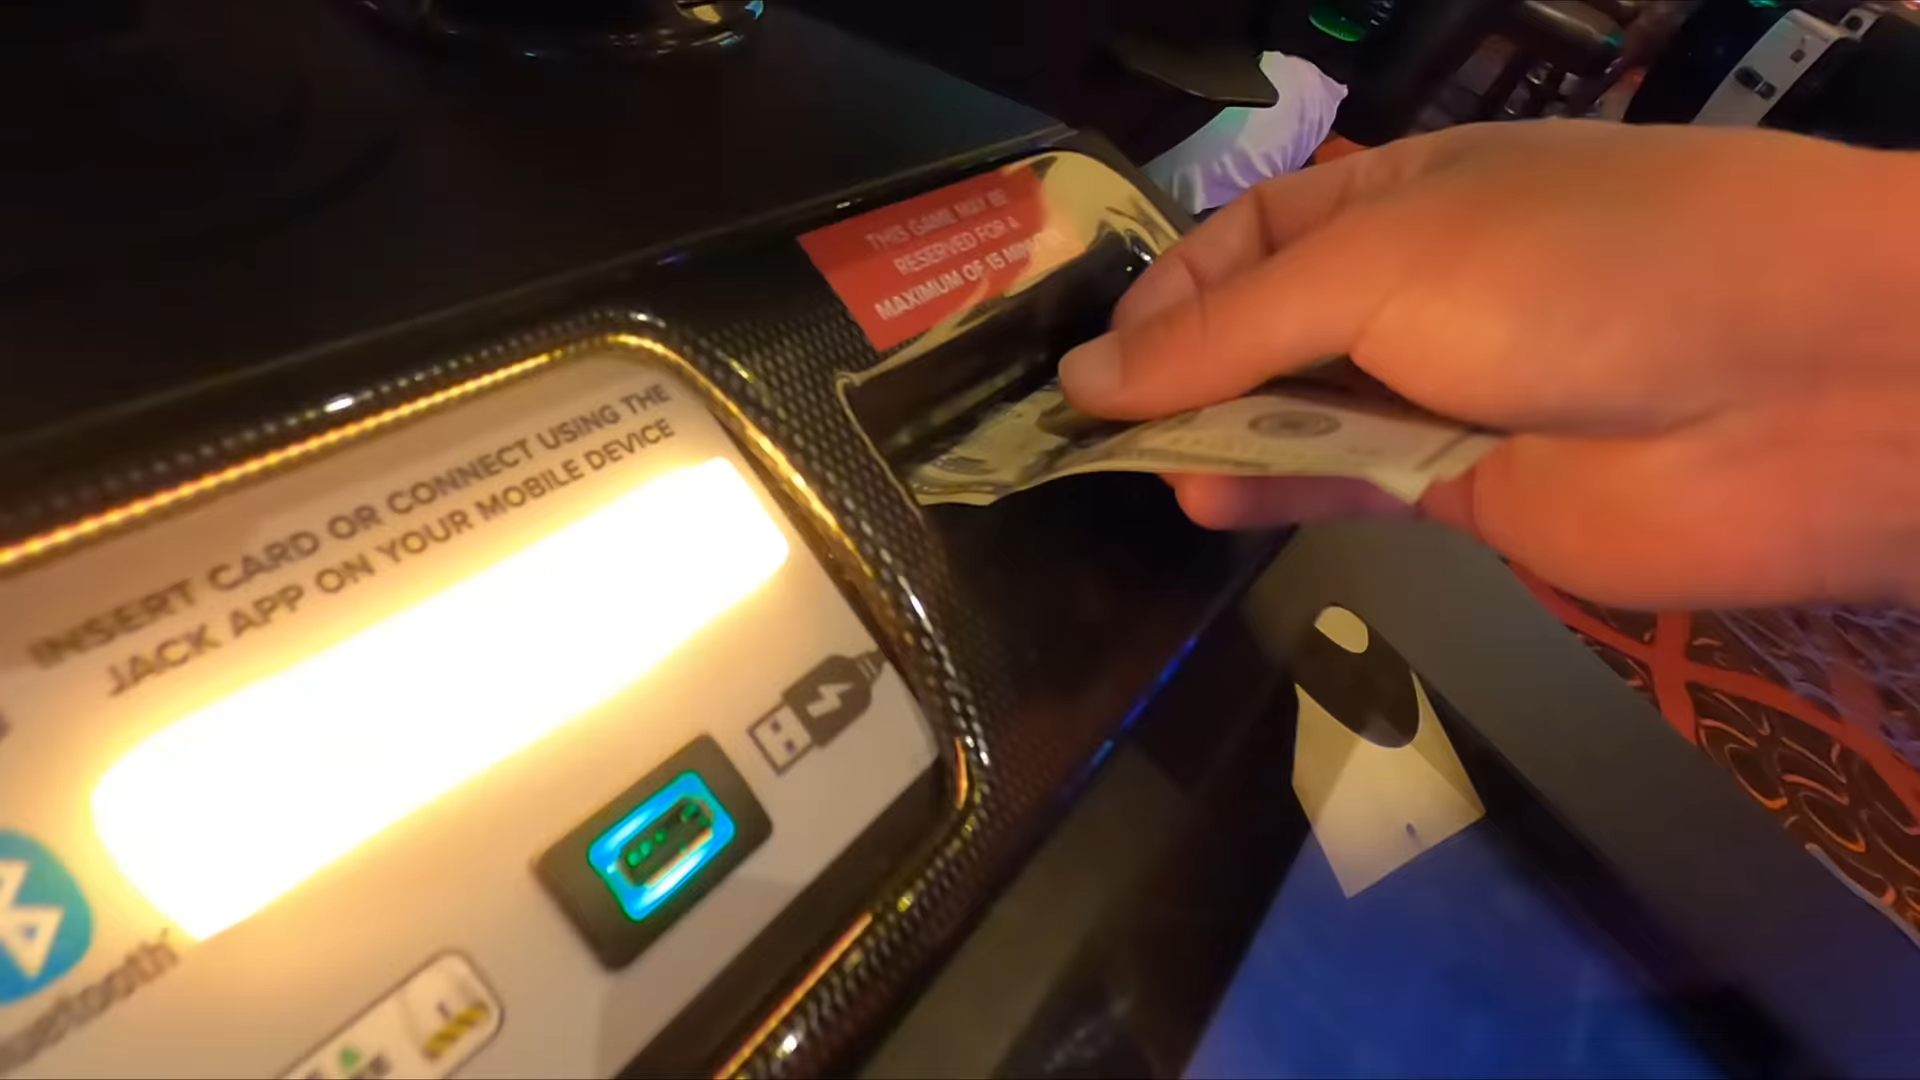 THIS GAME MAY BE
RESERVED FOR A
MAXIMUM OF 15
INSERT CARD OR CONNECT USING THE
JACK APP ON YOUR MOBILE DEVICE